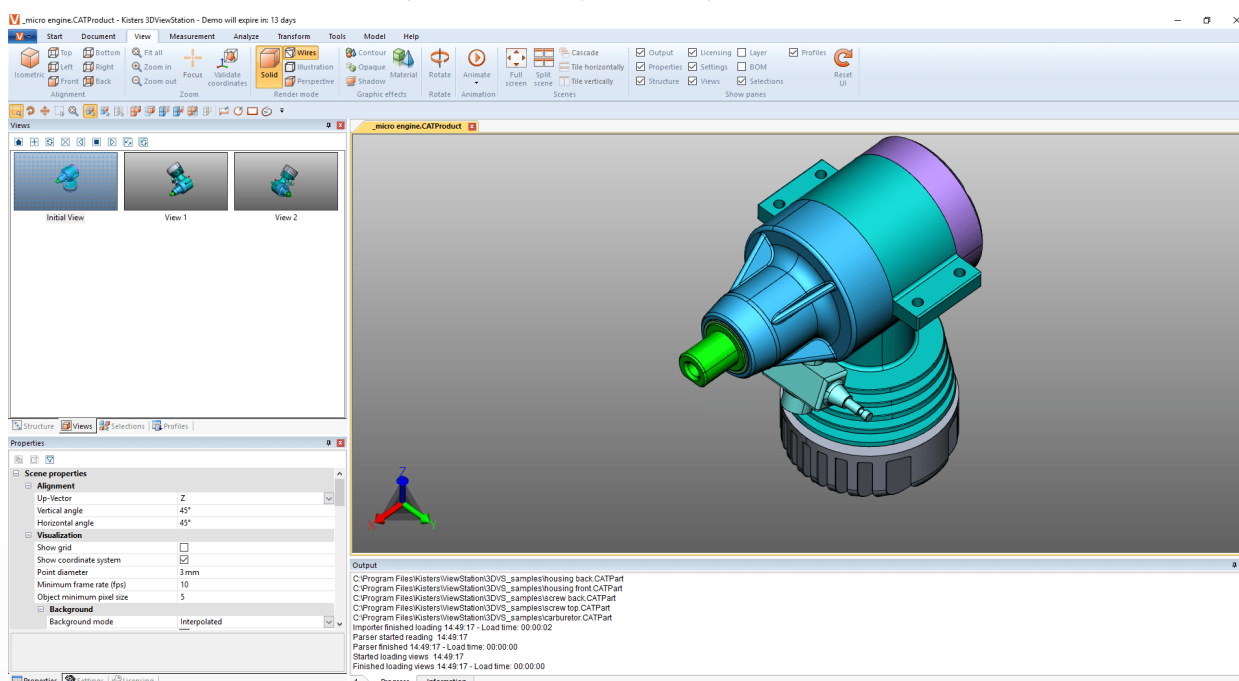 _micro engine.CATProduct - Kisters 3DViewStation - Demo will expire in: 13 days
Start Document View Measurement Analyze Transform Tools Model Help
Top Bottom Fit all Wires Contour Cascade Output Licensing Layer Profiles
Left Right Zoom in Illustration Opaque Tile horizontally Properties Settings BOM
Front Back Zoom out Perspective Shadow Tile vertically Structure Views Selections
Isometric Focus Validate coordinates Solid Material Rotate Animate Full screen Split scene Reset UI
Alignment Zoom Render mode Graphic effects Rotate Animation Scenes Show panes
Views
_micro engine.CATProduct
Initial View View 1 View 2
Structure Views Selections Profiles
Properties
Scene properties
Alignment
Up-Vector Z
Vertical angle 45°
Horizontal angle 45°
Visualization
Show grid
Show coordinate system
Point diameter 3 mm
Minimum frame rate (fps) 10
Object minimum pixel size 5
Background
Background mode Interpolated
Properties Settings Licensing
Z
X
Y
Output
C:\Program Files\Kisters\ViewStation\3DVS_samples\housing back.CATPart
C:\Program Files\Kisters\ViewStation\3DVS_samples\housing front.CATPart
C:\Program Files\Kisters\ViewStation\3DVS_samples\screw back.CATPart
C:\Program Files\Kisters\ViewStation\3DVS_samples\screw top.CATPart
C:\Program Files\Kisters\ViewStation\3DVS_samples\carburetor.CATPart
Importer finished loading 14:49:17 - Load time: 00:00:02
Parser started reading 14:49:17
Parser finished 14:49:17 - Load time: 00:00:00
Started loading views 14:49:17
Finished loading views 14:49:17 - Load time: 00:00:00
Progress Information